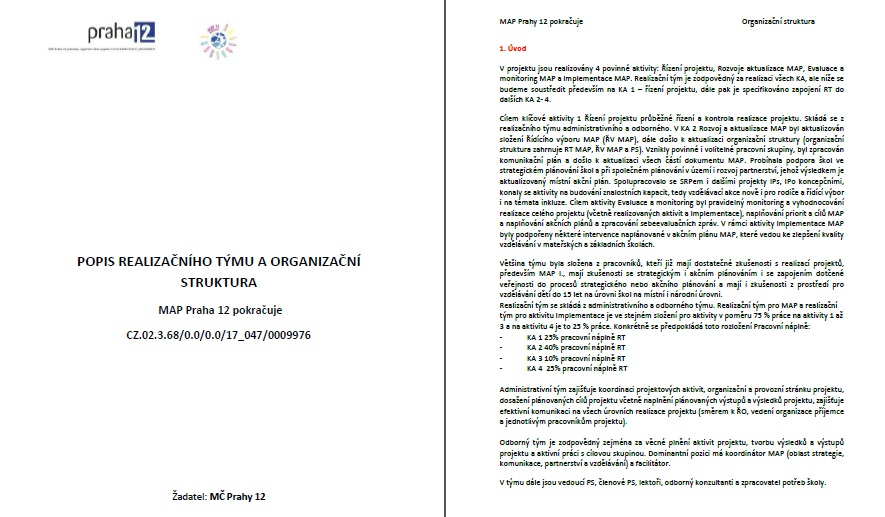 praha12
POPIS REALIZAČNÍHO TÝMU A ORGANIZAČNÍ
STRUKTURA
MAP Praha 12 pokračuje
CZ.02.3.68/0.0/0.0/17_047/0009976
Žadatel: MČ Prahy 12
MAP Prahy 12 pokračuje Organizační struktura
1. Úvod
V projektu jsou realizovány 4 povinné aktivity: Řízení projektu, Rozvoje aktualizace MAP, Evaluace a
monitoring MAP a Implementace MAP. Realizační tým je zodpovědný za realizaci všech KA, ale níže se
budeme soustředit především na KA 1 – řízení projektu, dále pak je specifikováno zapojení RT do
dalších KA 2- 4.
Cílem klíčové aktivity 1 Řízení projektu průběžné řízení a kontrola realizace projektu. Skládá se z
realizačního týmu administrativního a odborného. V KA 2 Rozvoj a aktualizace MAP byl aktualizován
složení Řídícího výboru MAP (ŘV MAP), dále došlo k aktualizaci organizační struktury (organizační
struktura zahrnuje RT MAP, ŘV MAP a PS). Vznikly povinné i volitelné pracovní skupiny, byl zpracován
komunikační plán a došlo k aktualizaci všech částí dokumentu MAP. Probíhala podpora škol ve
strategickém plánování škol a při společném plánování v území i rozvoj partnerství, jehož výsledkem je
aktualizovaný místní akční plán. Spolupracovalo se SRPem i dalšími projekty IPs, IPo koncepčními,
konaly se aktivity na budování znalostních kapacit, tedy vzdělávací akce nově i pro rodiče a řídící výbor
i na témata inkluze. Cílem aktivity Evaluace a monitoring byl pravidelný monitoring a vyhodnocování
realizace celého projektu (včetně realizovaných aktivit a implementace), naplňování priorit a cílů MAP
a naplňování akčních plánů a zpracování sebeevaluačních zpráv. V rámci aktivity Implementace MAP
byly podpořeny některé intervence naplánované v akčním plánu MAP, které vedou ke zlepšení kvality
vzdělávání v mateřských a základních školách.
Většina týmu byla složena z pracovníků, kteří již mají dostatečné zkušenosti s realizací projektů,
především MAP I., mají zkušenosti se strategickým i akčním plánováním i se zapojením dotčené
veřejnosti do procesů strategického nebo akčního plánování a mají i zkušenosti z prostředí pro
vzdělávání dětí do 15 let na úrovni škol na místní i národní úrovni.
Realizační tým se skládá z administrativního a odborného týmu. Realizační tým pro MAP a realizační
tým pro aktivitu Implementace je ve stejném složení pro aktivity v poměru 75 % práce na aktivity 1 až
3 a na aktivitu 4 je to 25 % práce. Konkrétně se předpokládá toto rozložení Pracovní náplně:
- KA 1 25% pracovní náplně RT
- KA 2 40% pracovní náplně RT
- KA 3 10% pracovní náplně RT
- KA 4 25% pracovní náplně RT
Administrativní tým zajišťuje koordinaci projektových aktivit, organizační a provozní stránku projektu,
dosažení plánovaných cílů projektu včetně naplnění plánovaných výstupů a výsledků projektu, zajišťuje
efektivní komunikaci na všech úrovních realizace projektu (směrem k ŘO, vedení organizace příjemce
a jednotlivým pracovníkům projektu).
Odborný tým je zodpovědný zejména za věcné plnění aktivit projektu, tvorbu výsledků a výstupů
projektu a aktivní práci s cílovou skupinou. Dominantní pozici má koordinátor MAP (oblast strategie,
komunikace, partnerství a vzdělávání) a facilitátor.
V týmu dále jsou vedoucí PS, členové PS, lektoři, odborný konzultanti a zpracovatel potřeb školy.